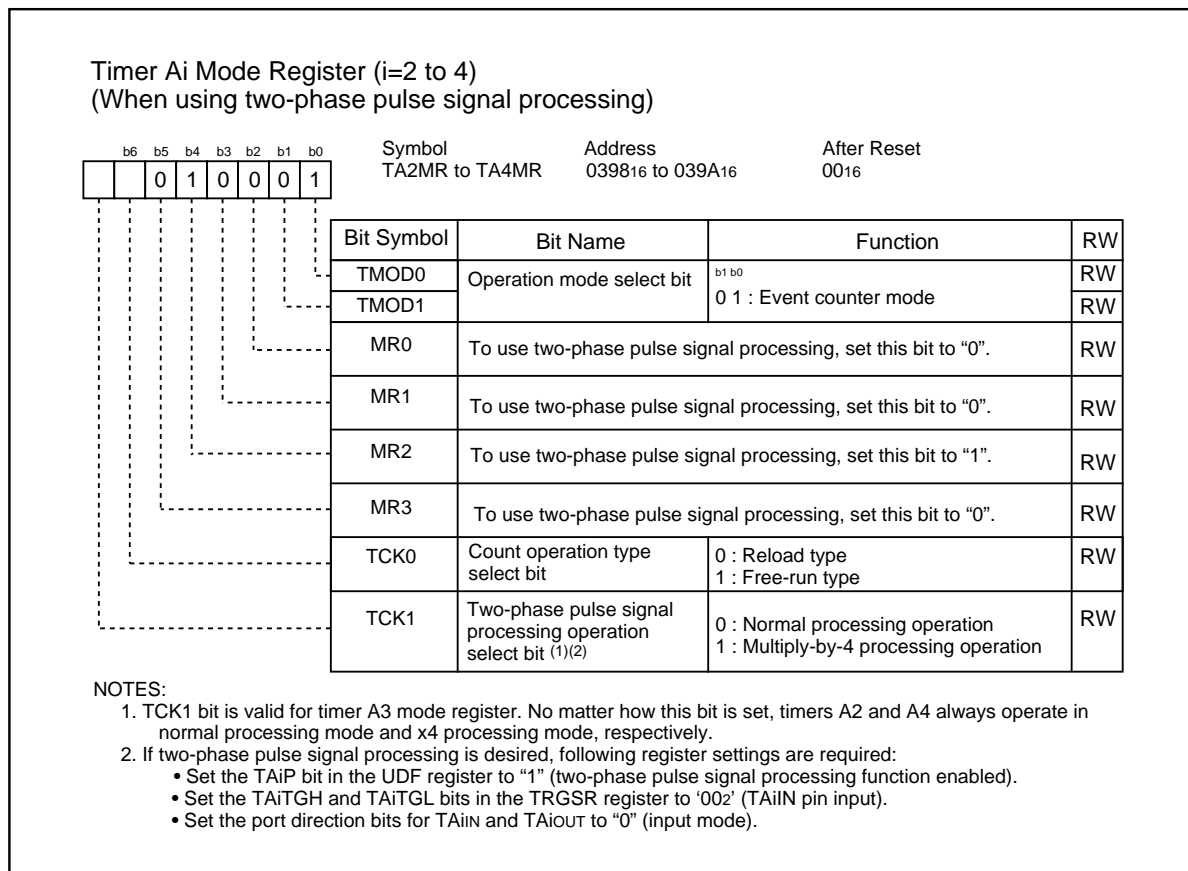 Timer Ai Mode Register (i=2 to 4)
(When using two-phase pulse signal processing)
b6 b5 b4 b3 b2 b1 b0
0 1 0 0 0 1
Symbol Address After Reset
TA2MR to TA4MR 039816 to 039A16 0016
Bit Symbol Bit Name Function RW
TMOD0 Operation mode select bit b1 b0 RW
TMOD1 0 1 : Event counter mode RW
MR0 To use two-phase pulse signal processing, set this bit to “0”. RW
MR1 To use two-phase pulse signal processing, set this bit to “0”. RW
MR2 To use two-phase pulse signal processing, set this bit to “1”. RW
MR3 To use two-phase pulse signal processing, set this bit to “0”. RW
TCK0 Count operation type 0 : Reload type RW
select bit 1 : Free-run type
TCK1 Two-phase pulse signal RW
processing operation 0 : Normal processing operation
select bit (1)(2) 1 : Multiply-by-4 processing operation
NOTES:
1. TCK1 bit is valid for timer A3 mode register. No matter how this bit is set, timers A2 and A4 always operate in
normal processing mode and x4 processing mode, respectively.
2. If two-phase pulse signal processing is desired, following register settings are required:
• Set the TAiP bit in the UDF register to “1” (two-phase pulse signal processing function enabled).
• Set the TAiTGH and TAiTGL bits in the TRGSR register to ‘002’ (TAiIN pin input).
• Set the port direction bits for TAiIN and TAiOUT to “0” (input mode).